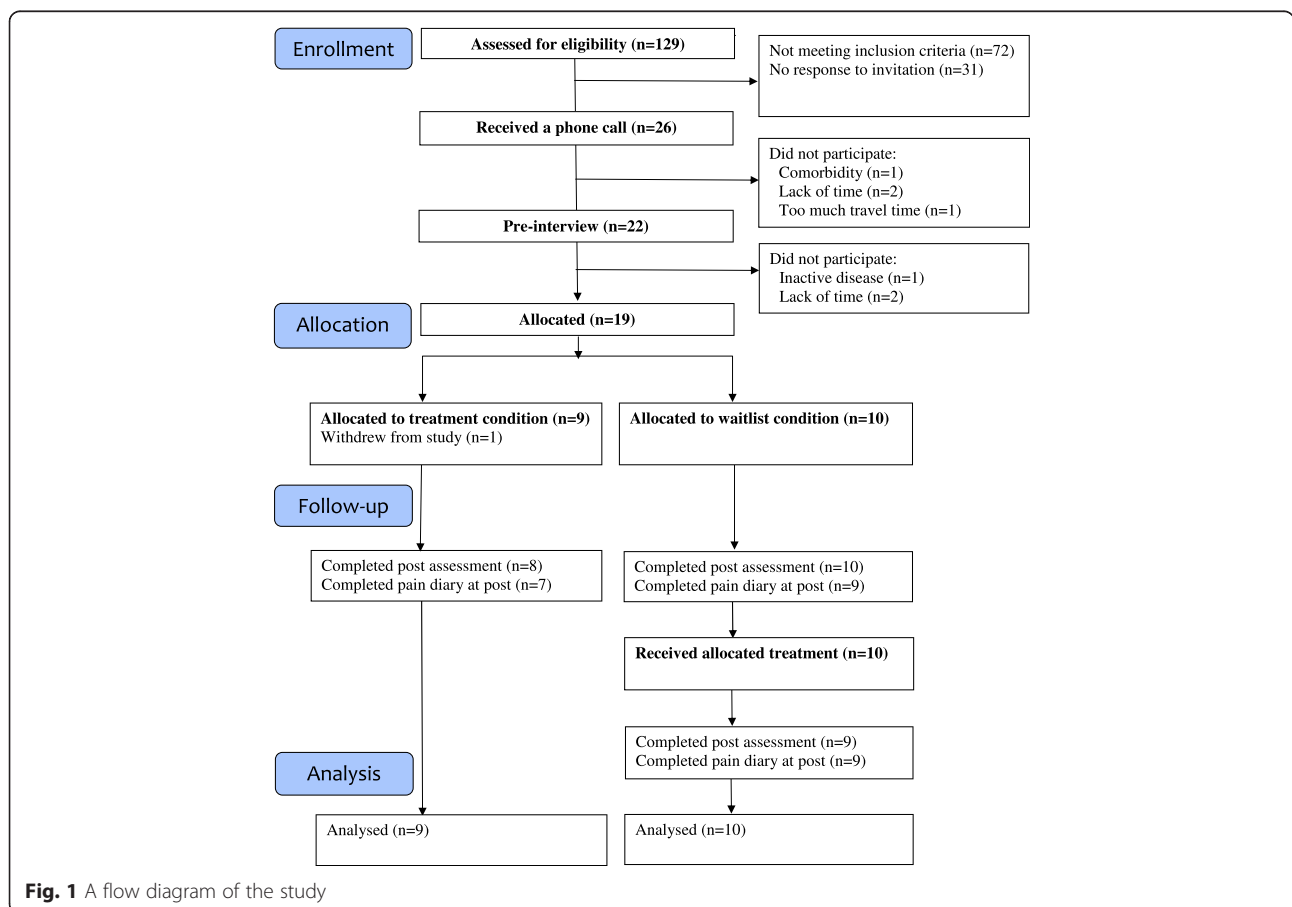 Enrollment
Assessed for eligibility (n=129)
Not meeting inclusion criteria (n=72)
No response to invitation (n=31)
Received a phone call (n=26)
Did not participate:
Comorbidity (n=1)
Lack of time (n=2)
Too much travel time (n=1)
Pre-interview (n=22)
Did not participate:
Inactive disease (n=1)
Lack of time (n=2)
Allocation
Allocated (n=19)
Allocated to treatment condition (n=9)
Withdrew from study (n=1)
Allocated to waitlist condition (n=10)
Follow-up
Completed post assessment (n=8)
Completed pain diary at post (n=7)
Completed post assessment (n=10)
Completed pain diary at post (n=9)
Received allocated treatment (n=10)
Completed post assessment (n=9)
Completed pain diary at post (n=9)
Analysis
Analysed (n=9)
Analysed (n=10)
Fig. 1 A flow diagram of the study